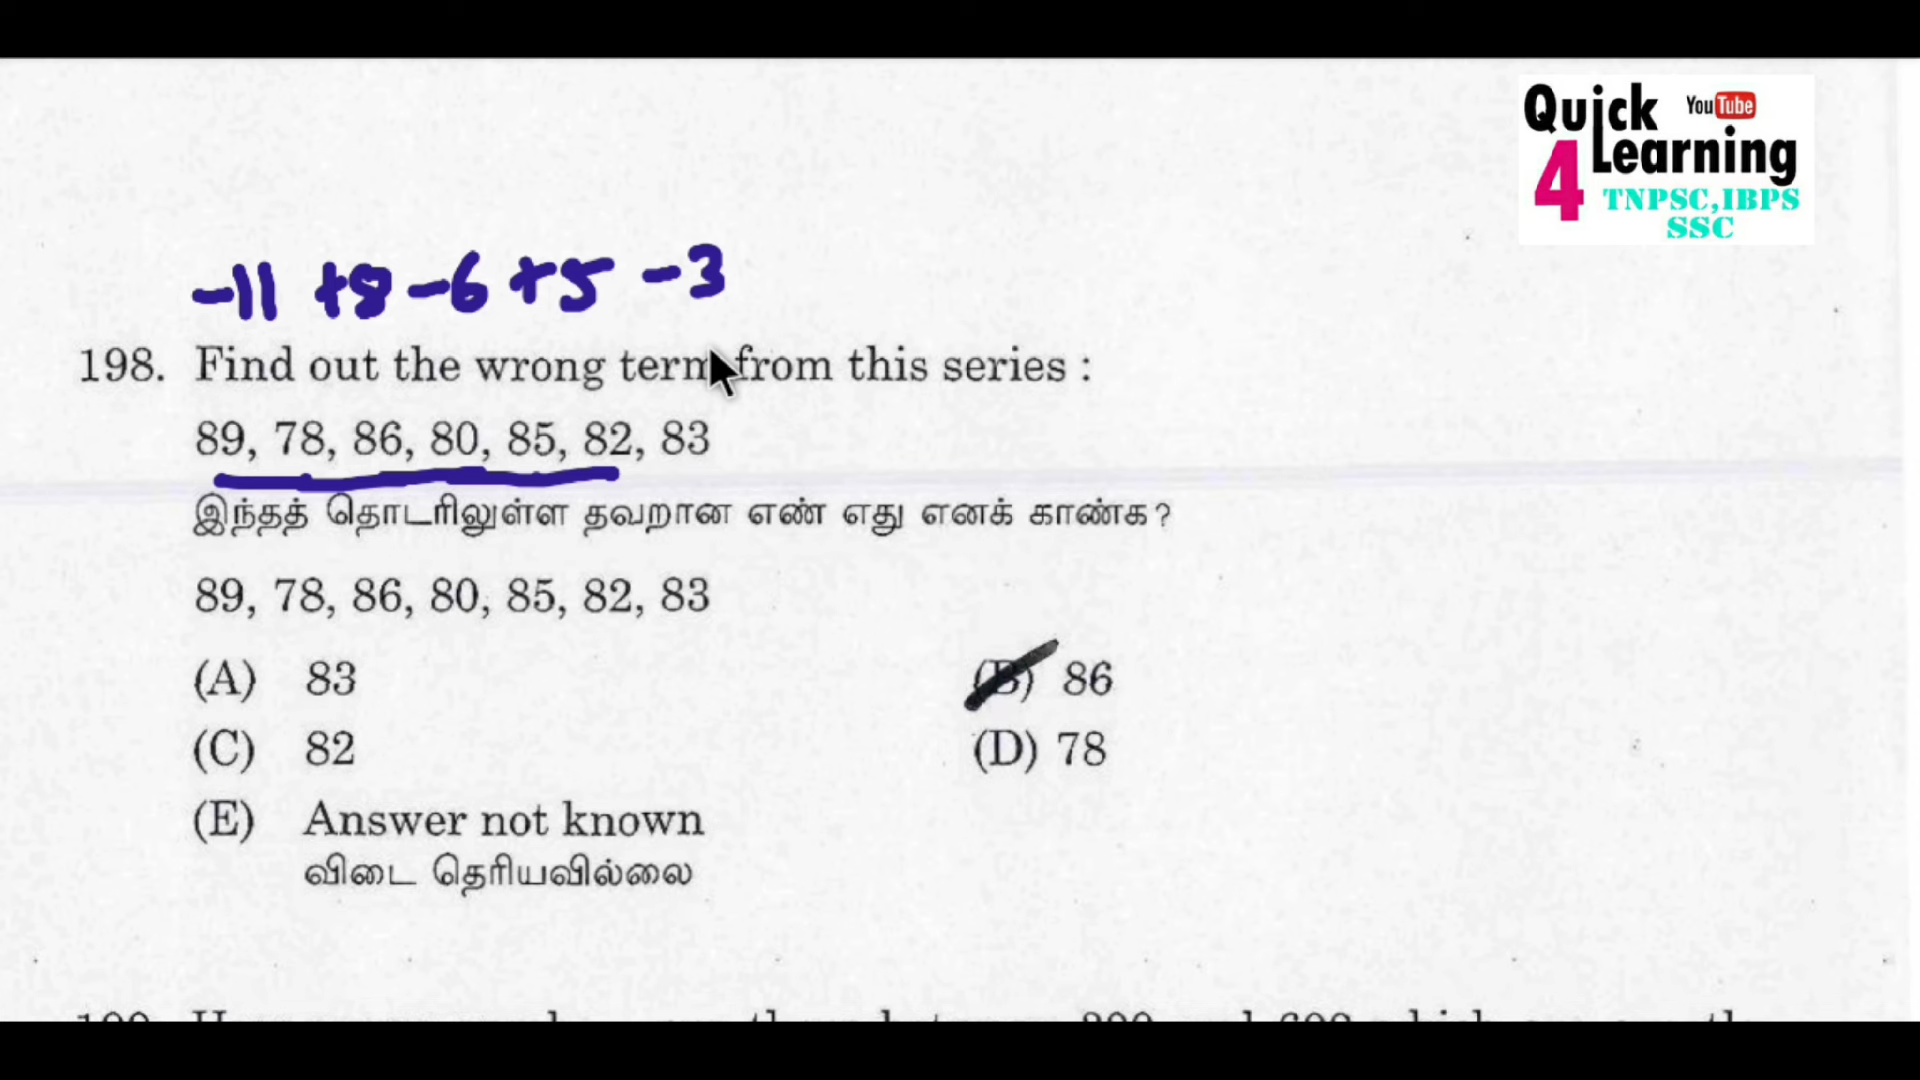 Quick YouTube
4 Learning
TNPSC,IBPS
SSC
-11 +8 -6 +5 -3
198. Find out the wrong term from this series :
89, 78, 86, 80, 85, 82, 83
இந்தத் தொடரிலுள்ள தவறான எண் எது எனக் காண்க?
89, 78, 86, 80, 85, 82, 83
(A) 83 (B) 86
(C) 82 (D) 78
(E) Answer not known
விடை தெரியவில்லை